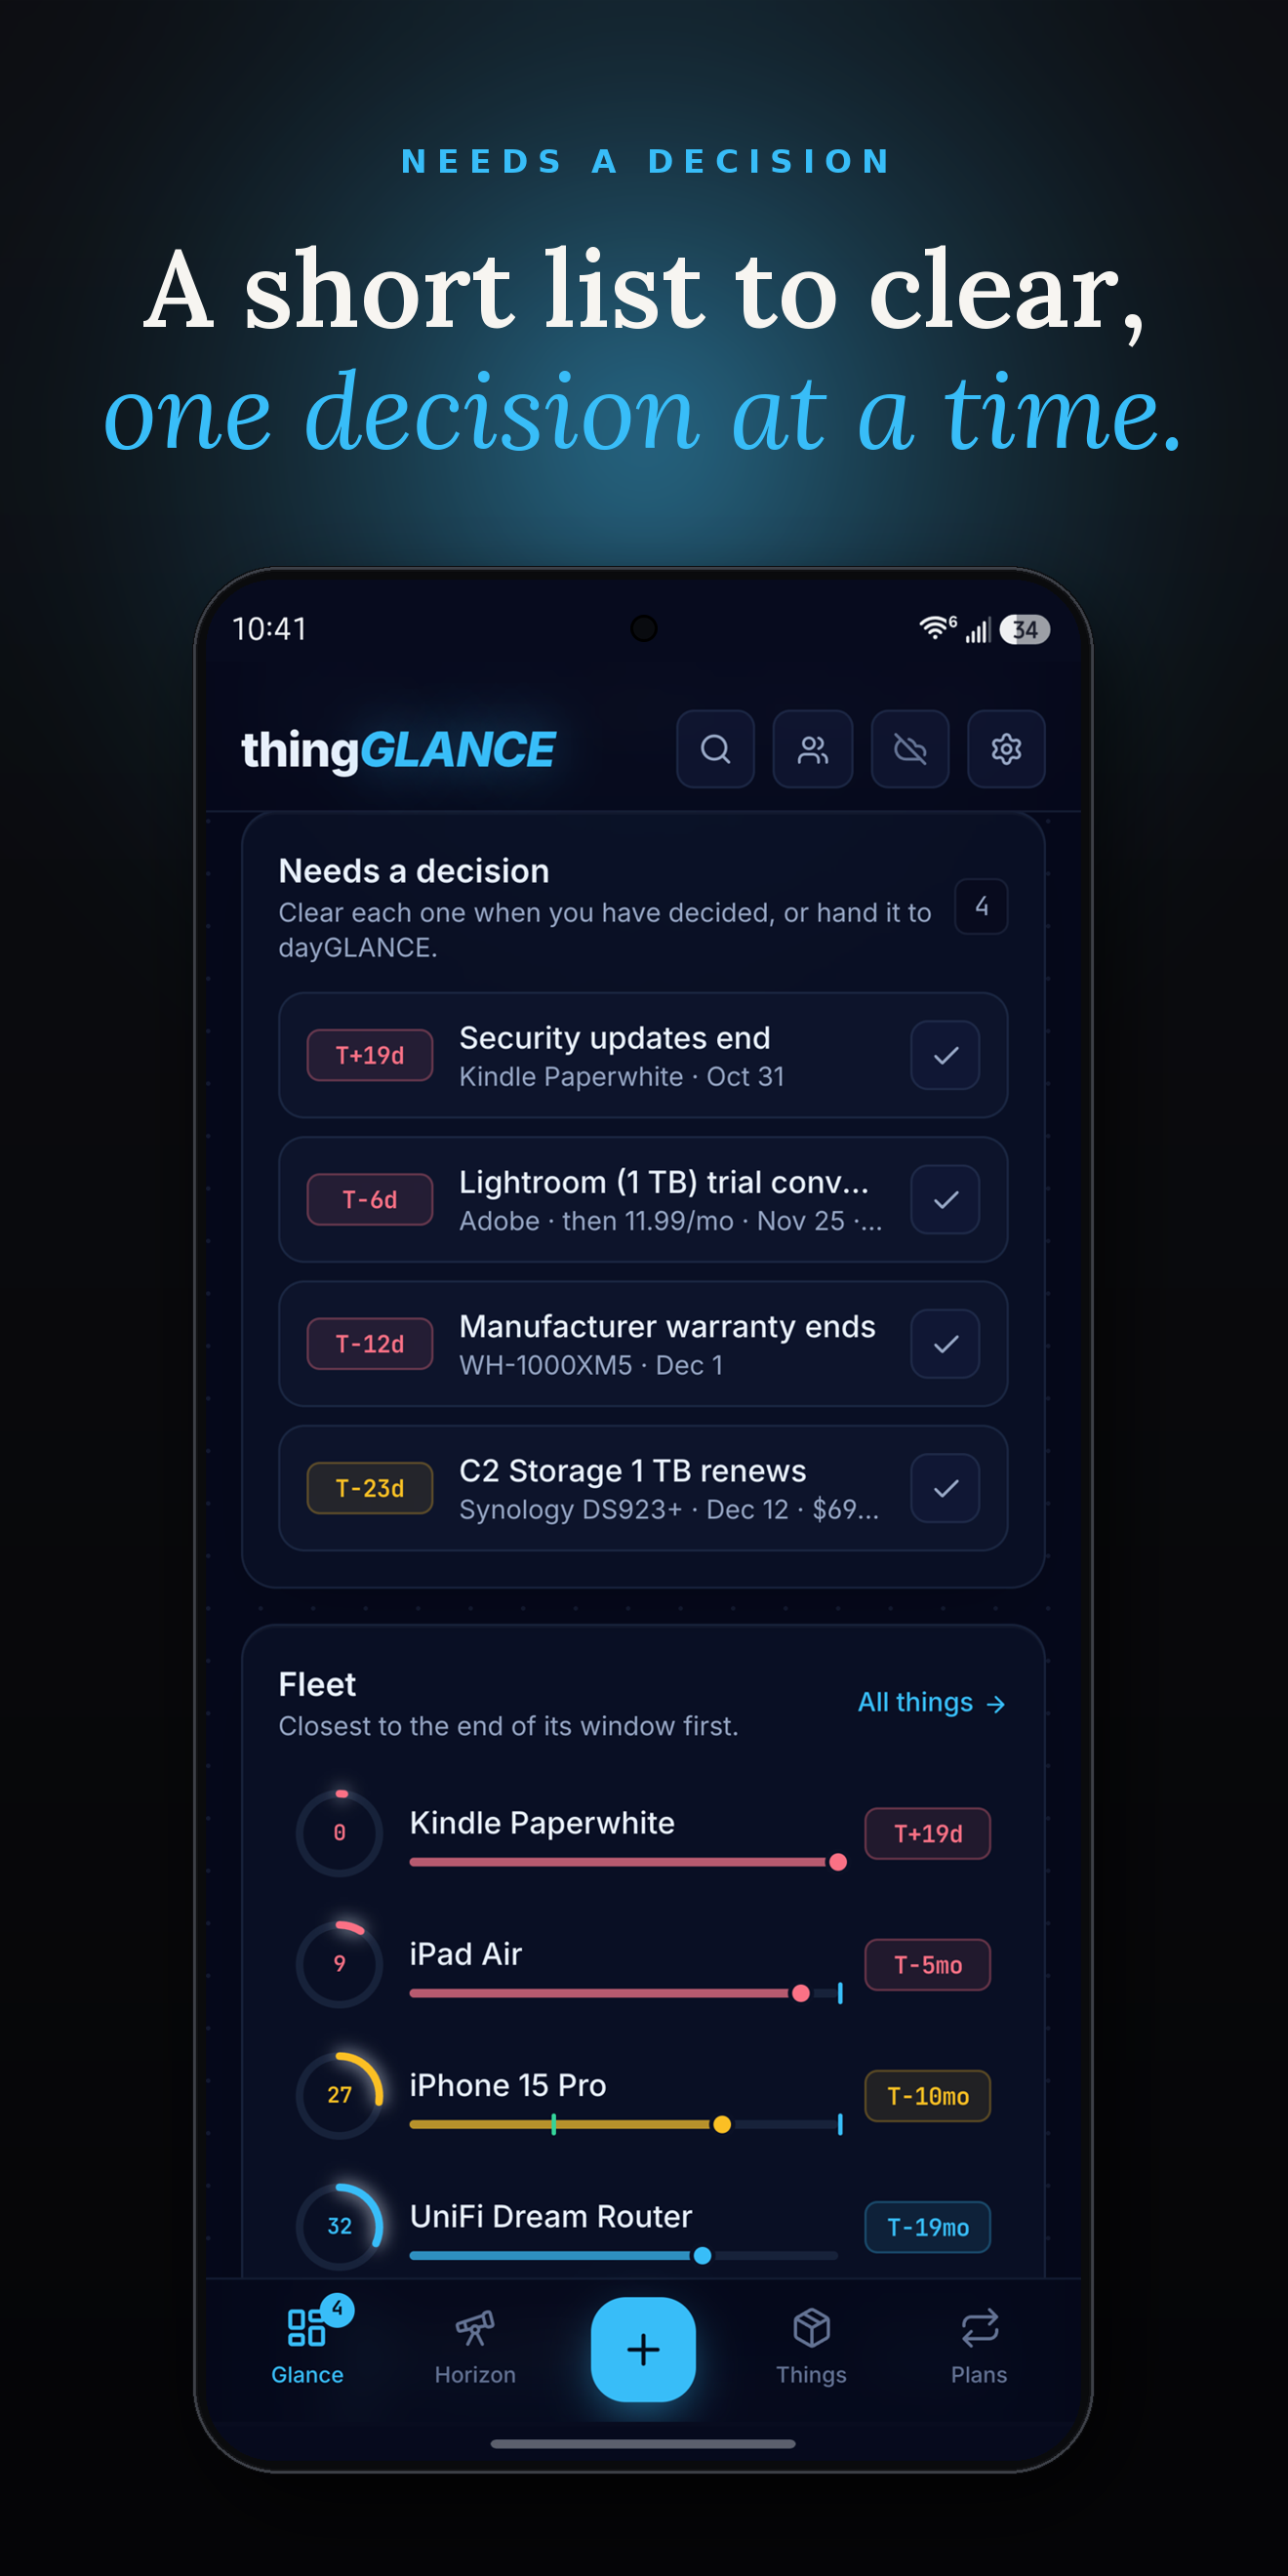 NEEDS A DECISION
A short list to clear,
one decision at a time.
10:41
6
34
thingGLANCE
Needs a decision
Clear each one when you have decided, or hand it to
dayGLANCE.
4
T+19d
Security updates end
Kindle Paperwhite · Oct 31
T-6d
Lightroom (1 TB) trial conv...
Adobe · then 11.99/mo · Nov 25 ·...
T-12d
Manufacturer warranty ends
WH-1000XM5 · Dec 1
T-23d
C2 Storage 1 TB renews
Synology DS923+ · Dec 12 · $69...
Fleet
Closest to the end of its window first.
All things →
0
Kindle Paperwhite
T+19d
9
iPad Air
T-5mo
27
iPhone 15 Pro
T-10mo
32
UniFi Dream Router
T-19mo
4
Glance
Horizon
+
Things
Plans